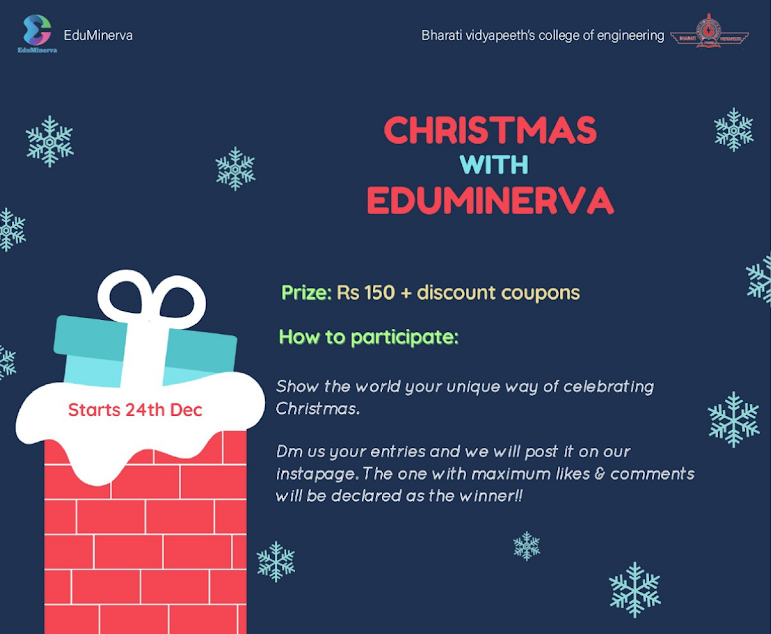 EduMinerva
EduMinerva
Bharati vidyapeeth's college of engineering
BHARATI
VIDYAPEETH
CHRISTMAS
WITH
EDUMINERVA
Prize: Rs 150 + discount coupons
How to participate:
Show the world your unique way of celebrating
Christmas.
Dm us your entries and we will post it on our
instapage. The one with maximum likes & comments
will be declared as the winner!!
Starts 24th Dec